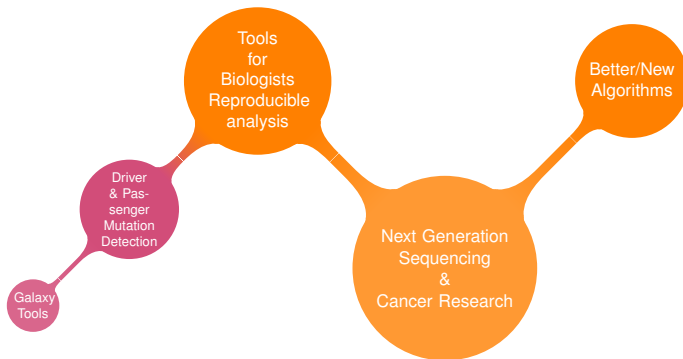 Tools
for
Biologists
Reproducible
analysis
Better/New
Algorithms
Driver
& Pas-
senger
Mutation
Detection
Next Generation
Sequencing
&
Cancer Research
Galaxy
Tools